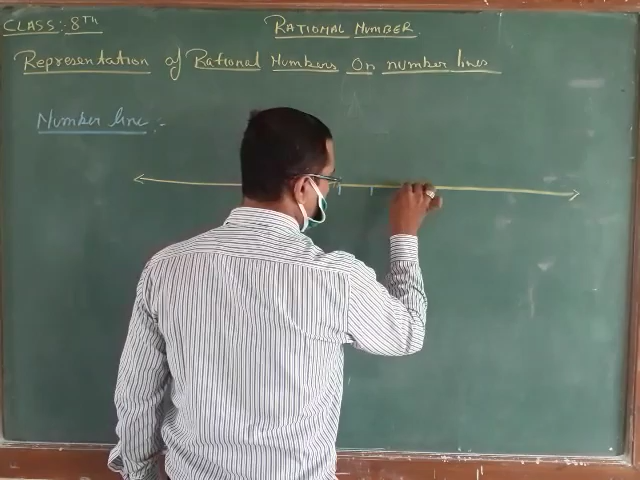 CLASS:- 8TH
RATIONAL NUMBER
Representation of Rational Numbers On number lines
Number line:-